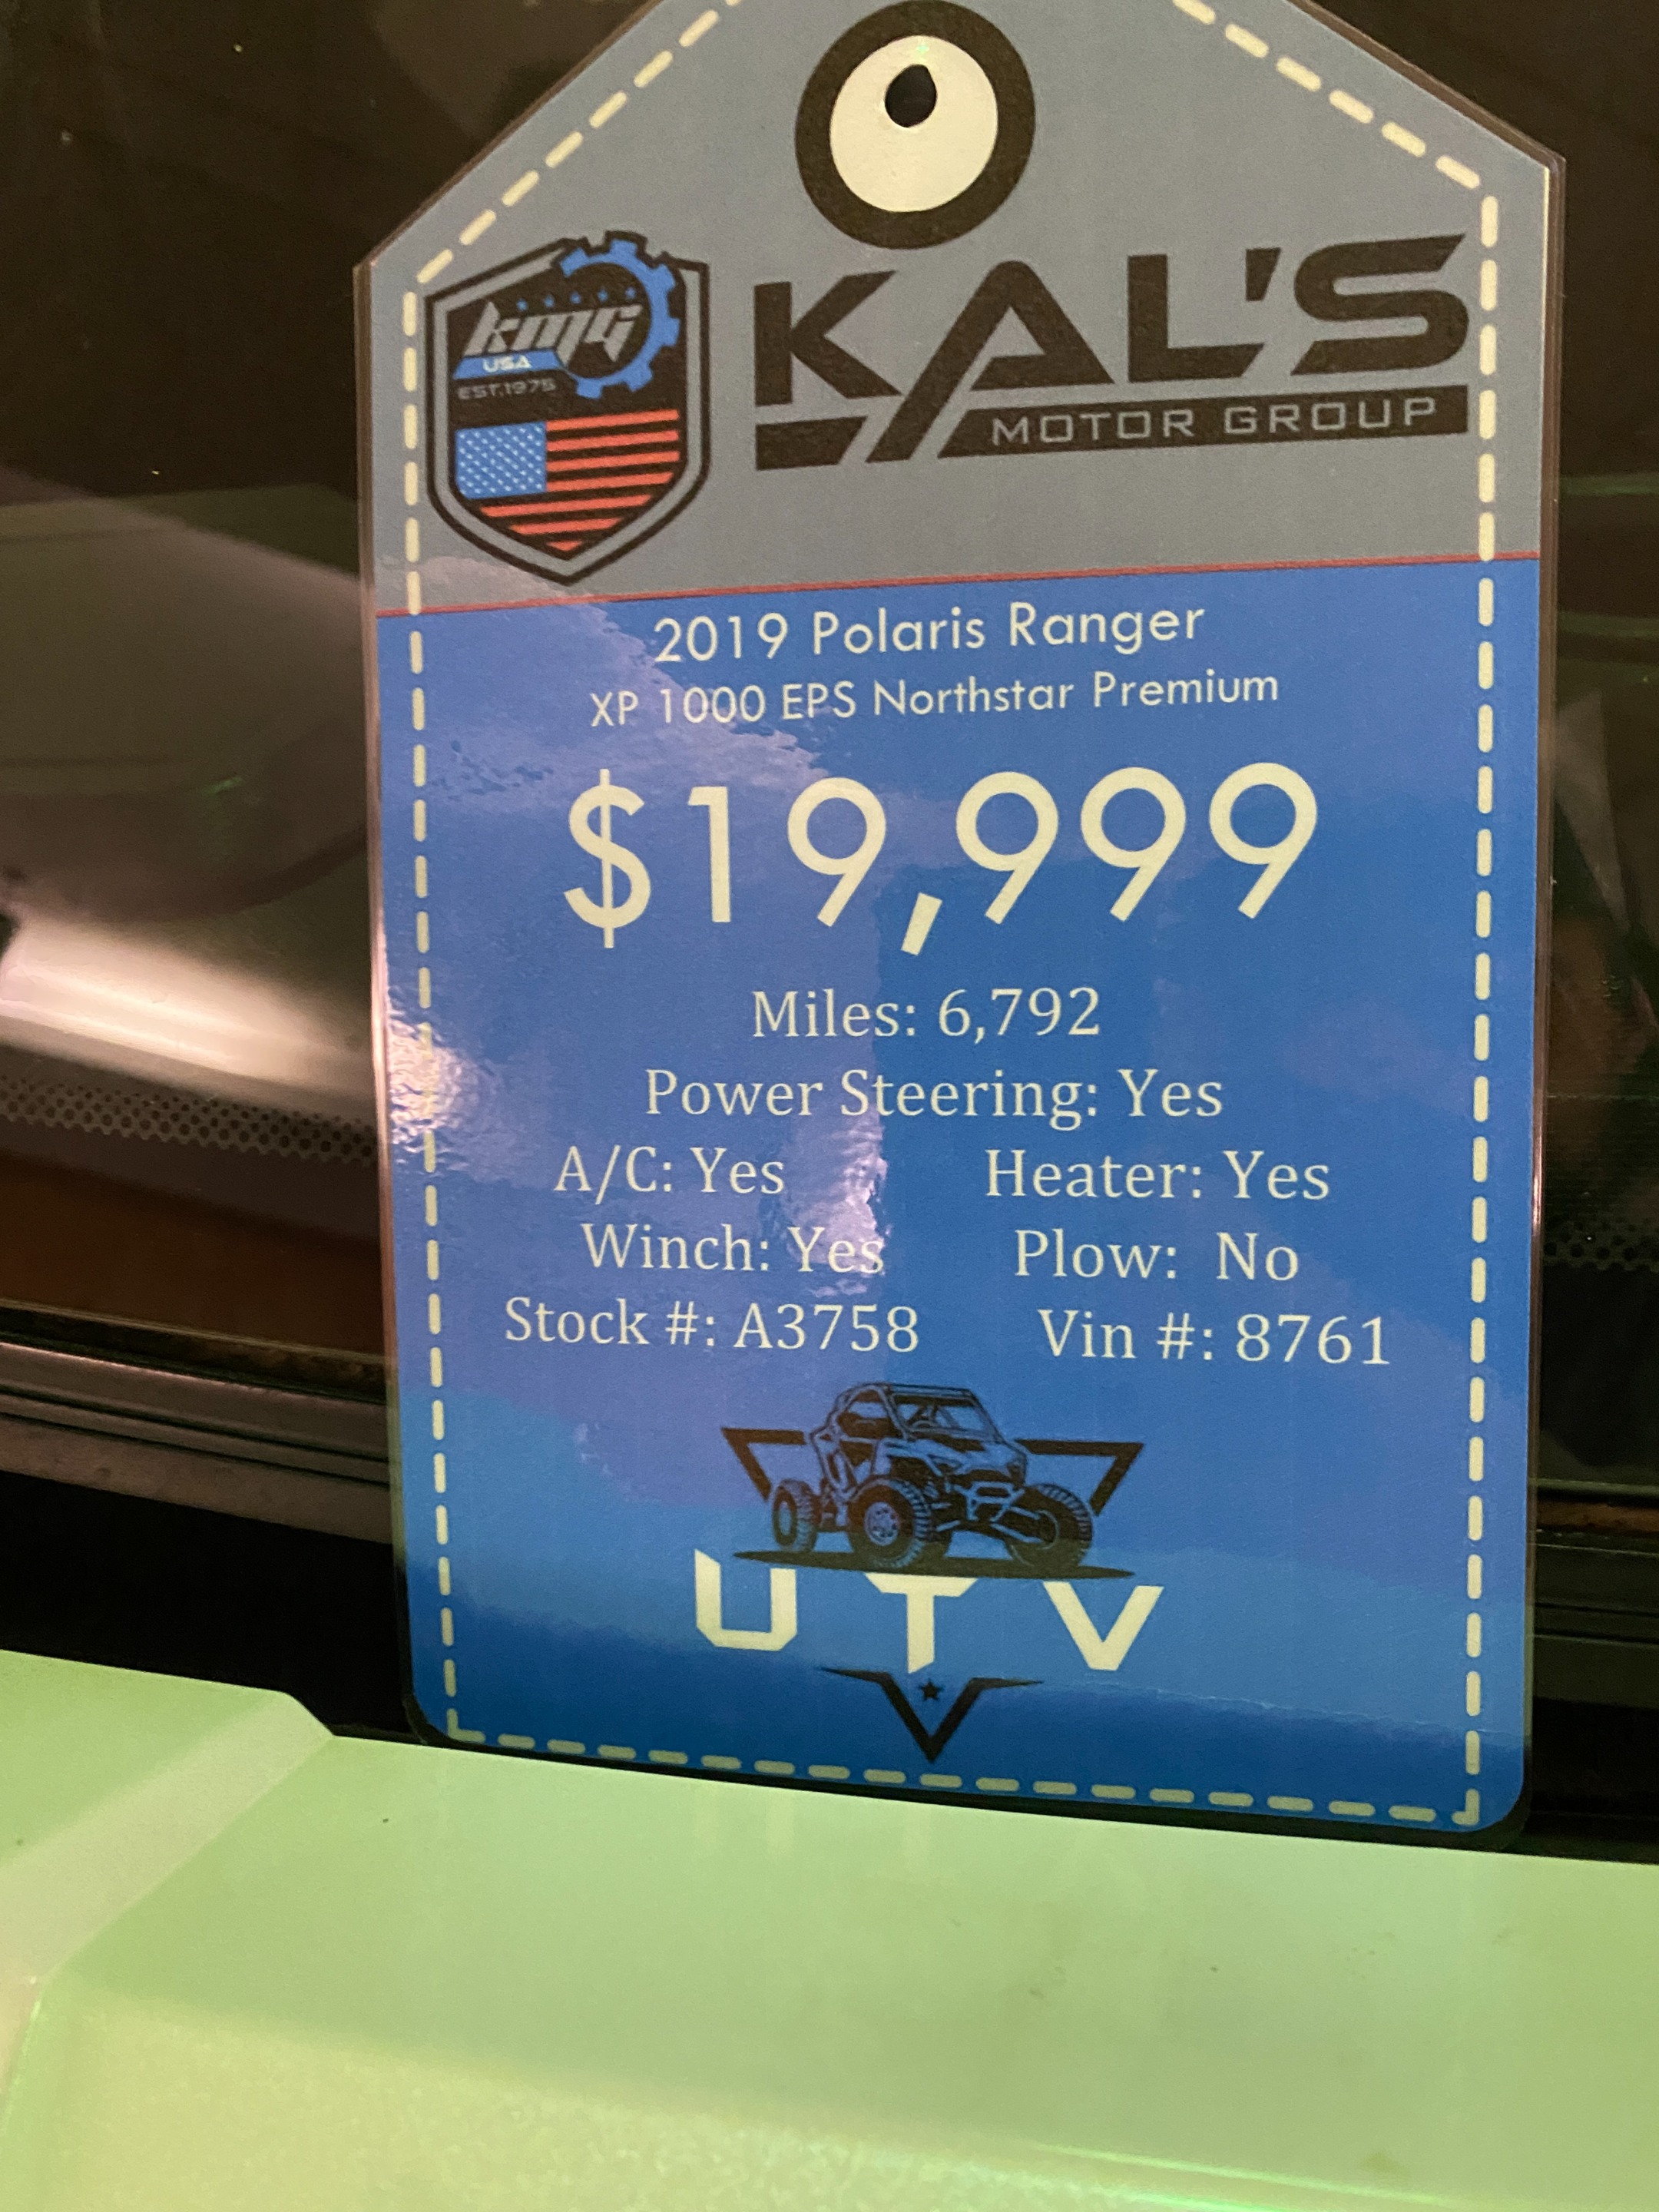 kmg
USA
EST.1975
KAL'S
MOTOR GROUP
2019 Polaris Ranger
XP 1000 EPS Northstar Premium
$19,999
Miles: 6,792
Power Steering: Yes
A/C: Yes Heater: Yes
Winch: Yes Plow: No
Stock #: A3758 Vin #: 8761
UTV